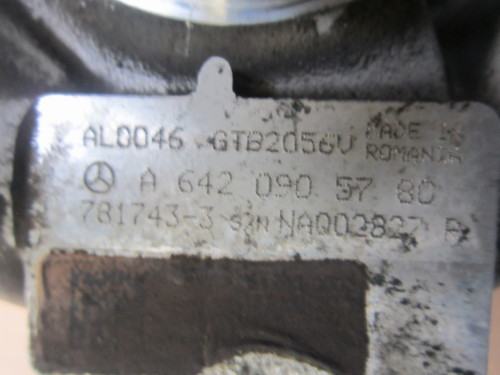 AL0046 GTB2056V MADE IN
ROMANIA
A 642 090 57 80
781743-3 S/N NAQ02827 B